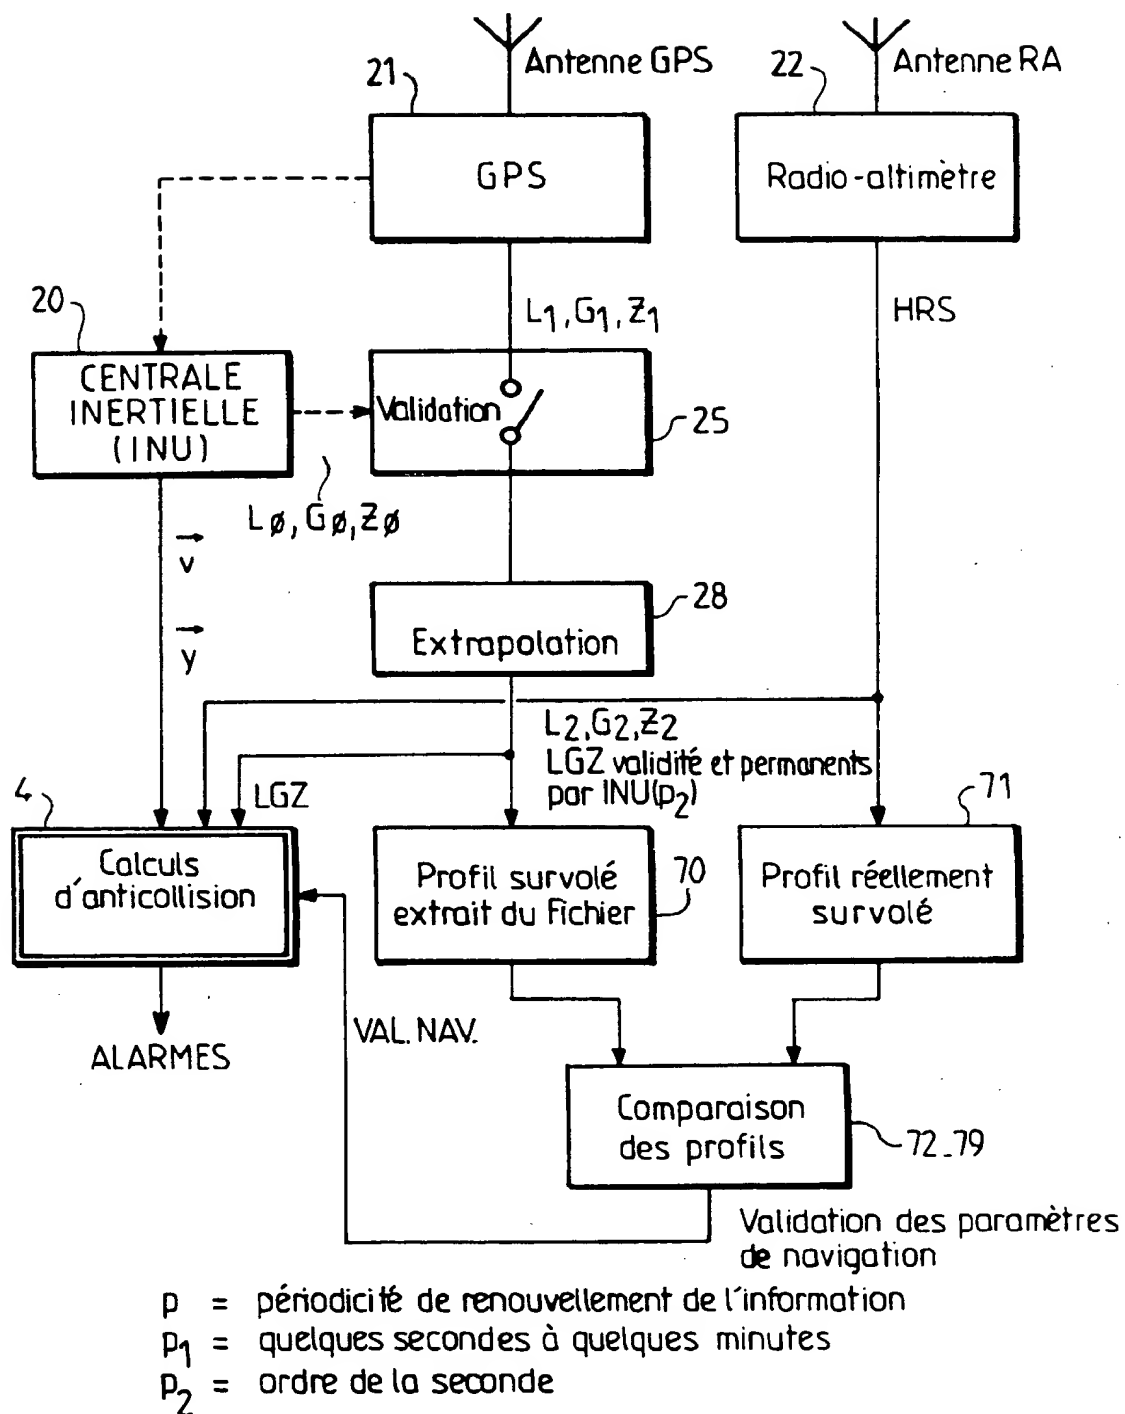 Antenne GPS
Antenne RA
21
22
GPS
Radio-altimètre
20
L1, G1, Z1
HRS
CENTRALE
INERTIELLE
(INU)
Validation
25
LØ, GØ, ZØ
v
28
Extrapolation
y
L2, G2, Z2
LGZ validité et permanents
par INU(p2)
LGZ
4
71
Calculs
d'anticollision
Profil survolé
extrait du Fichier
70
Profil réellement
survolé
VAL. NAV.
ALARMES
Comparaison
des profils
72-79
Validation des paramètres
de navigation
p = périodicité de renouvellement de l'information
p1 = quelques secondes à quelques minutes
p2 = ordre de la seconde